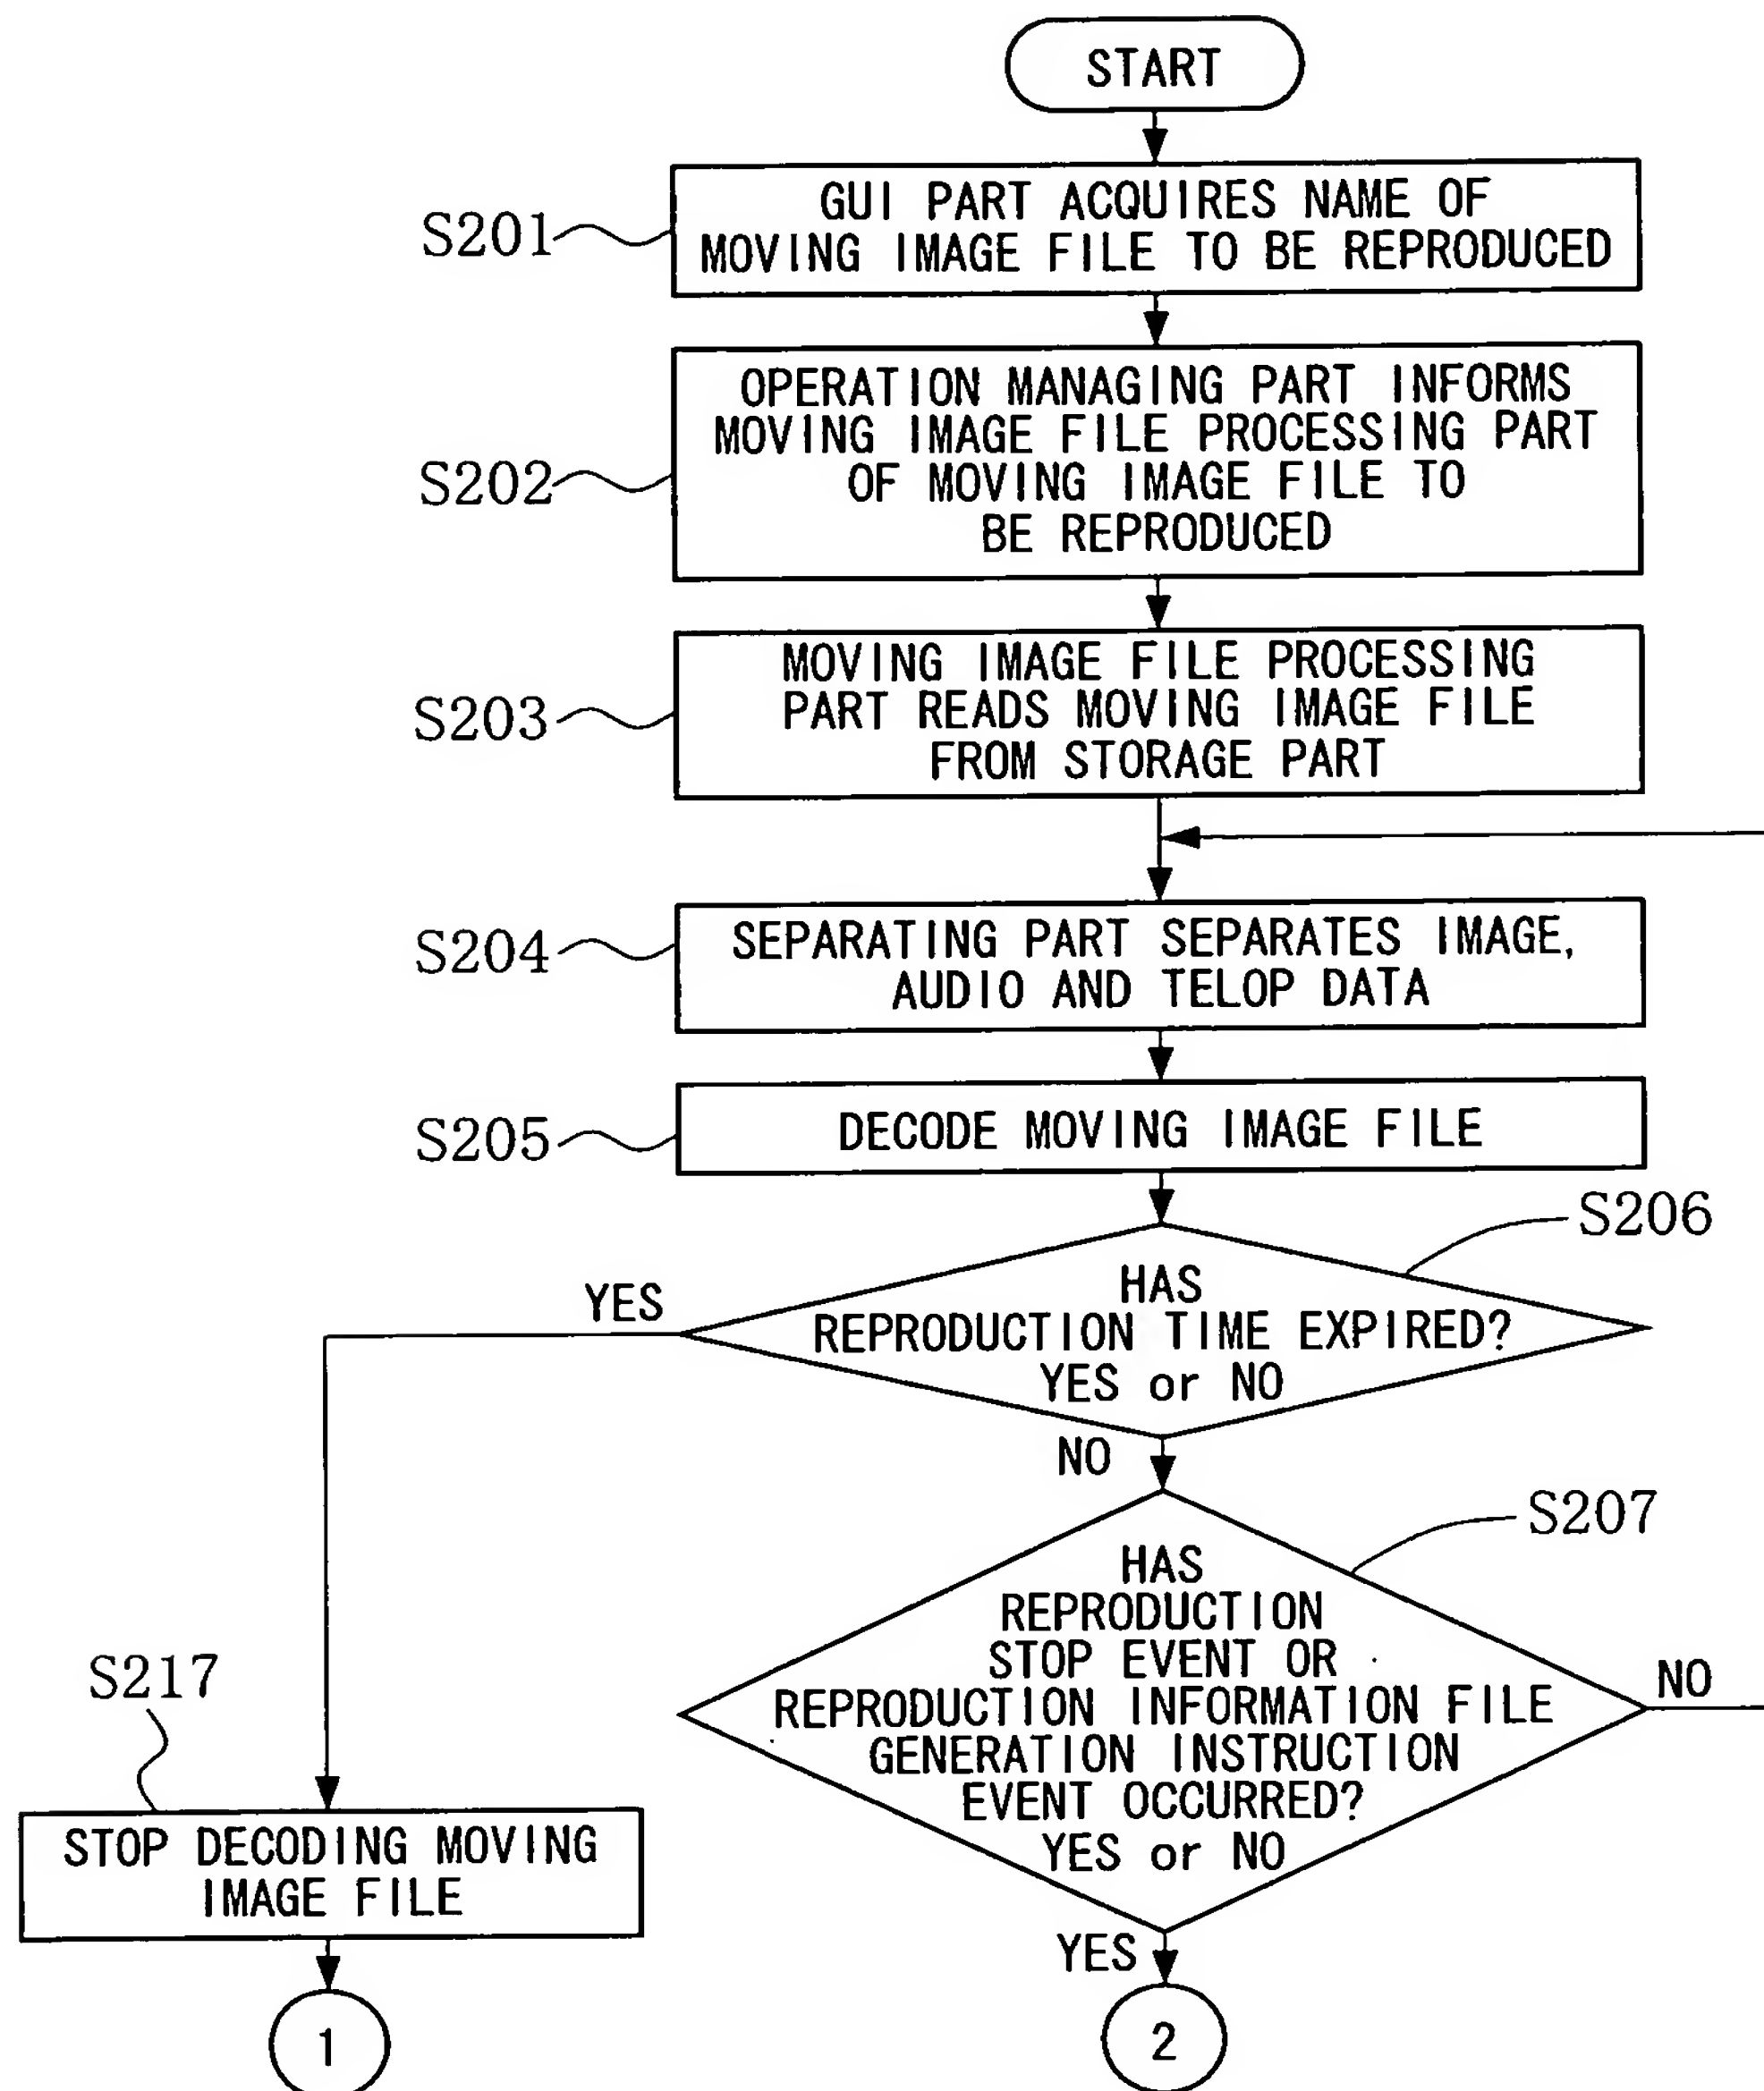 START
S201
GUI PART ACQUIRES NAME OF
MOVING IMAGE FILE TO BE REPRODUCED
S202
OPERATION MANAGING PART INFORMS
MOVING IMAGE FILE PROCESSING PART
OF MOVING IMAGE FILE TO
BE REPRODUCED
S203
MOVING IMAGE FILE PROCESSING
PART READS MOVING IMAGE FILE
FROM STORAGE PART
S204
SEPARATING PART SEPARATES IMAGE,
AUDIO AND TELOP DATA
S205
DECODE MOVING IMAGE FILE
S206
YES
HAS
REPRODUCTION TIME EXPIRED?
YES or NO
NO
S207
HAS
REPRODUCTION
STOP EVENT OR
REPRODUCTION INFORMATION FILE
GENERATION INSTRUCTION
EVENT OCCURRED?
YES or NO
NO
S217
STOP DECODING MOVING
IMAGE FILE
YES
1
2